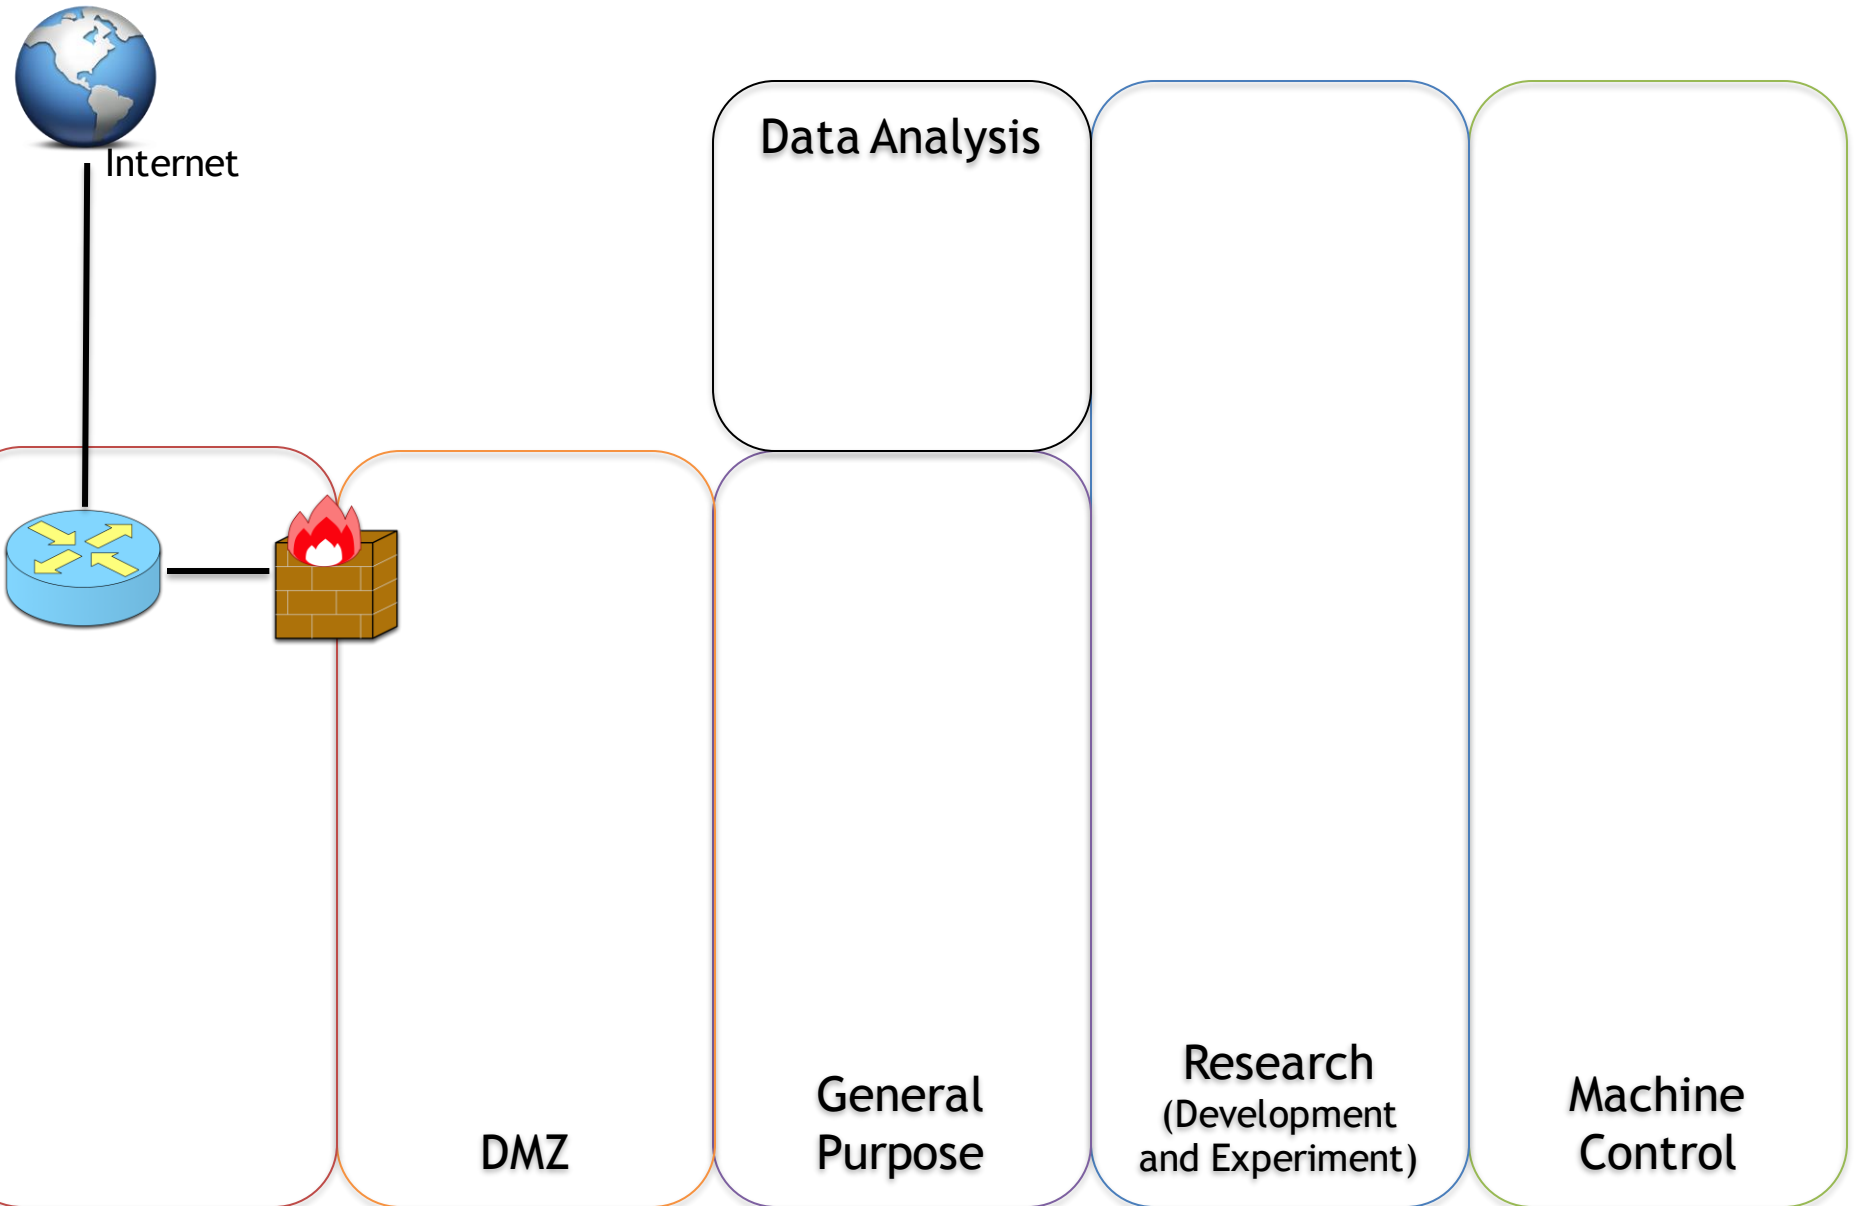 Internet
Data Analysis
DMZ
General
Purpose
Research
(Development
and Experiment)
Machine
Control